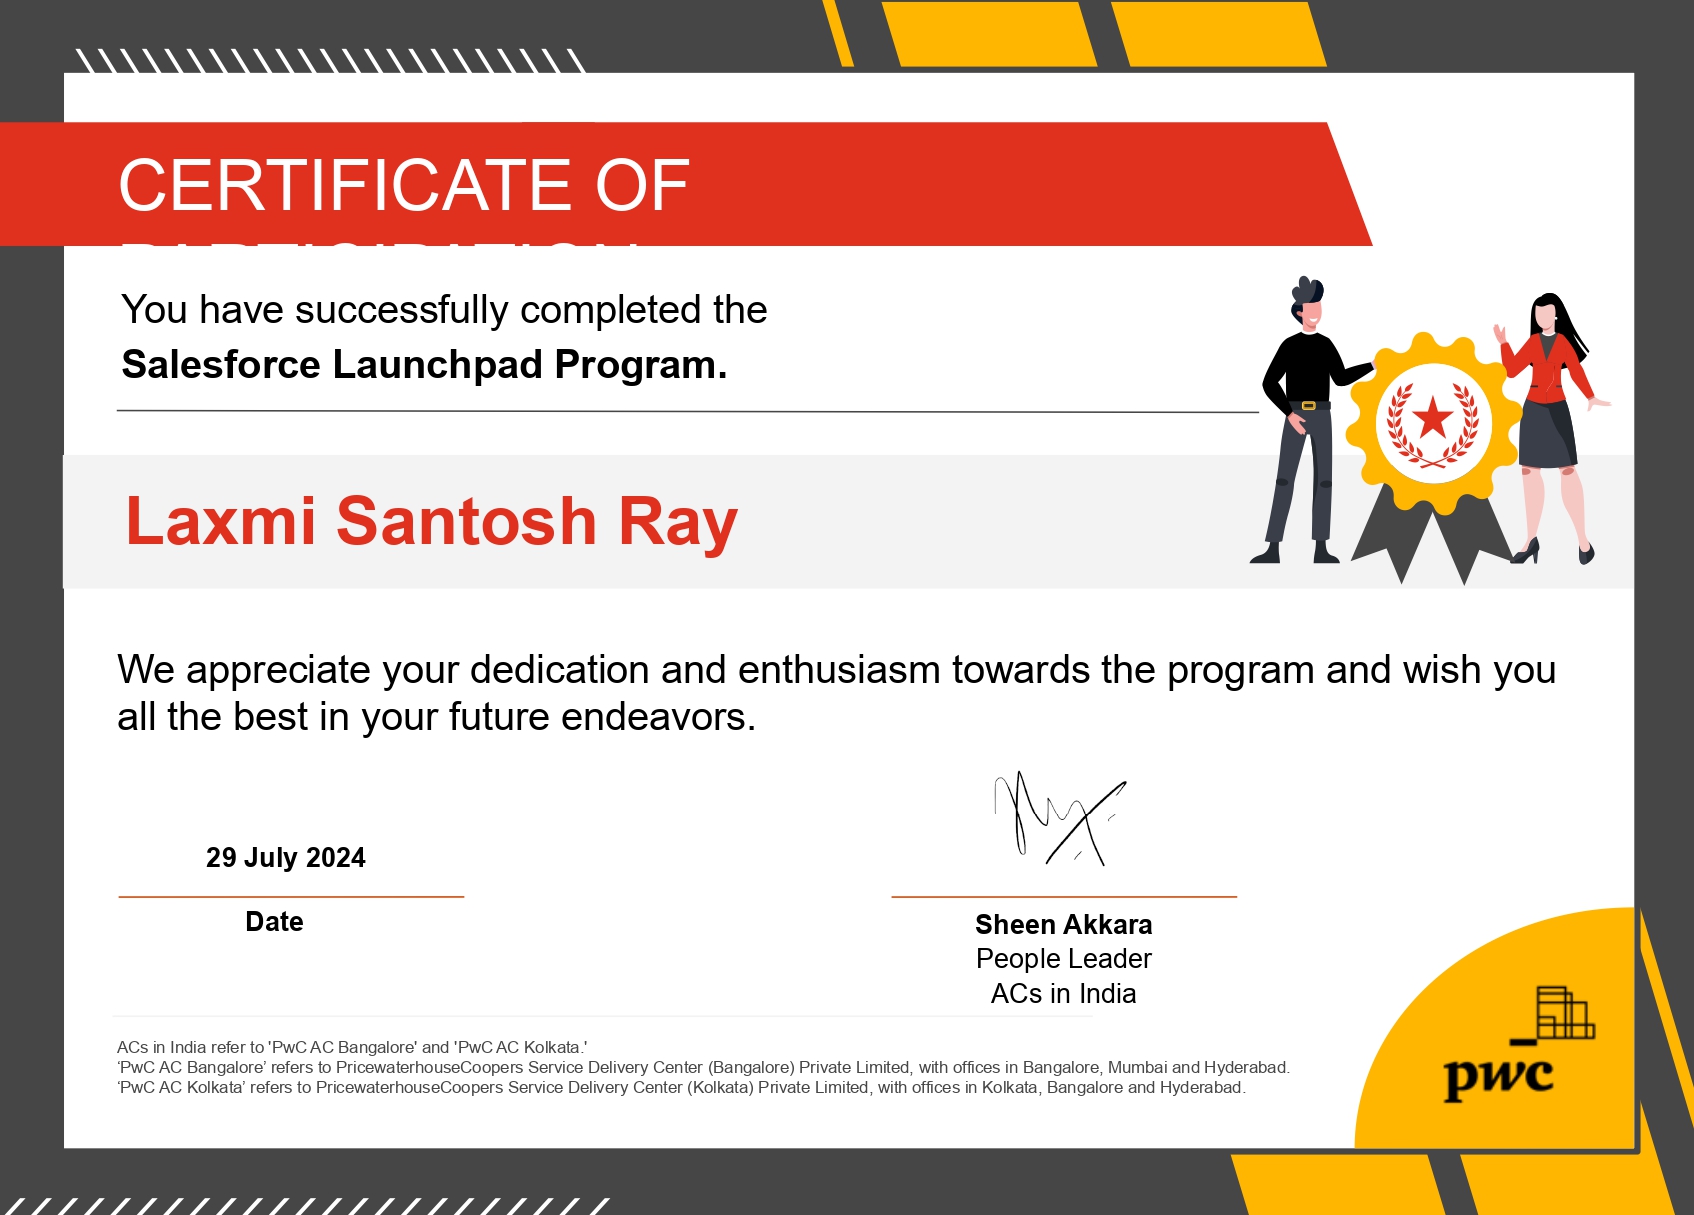 CERTIFICATE OF
PARTICIPATION
You have successfully completed the
Salesforce Launchpad Program.
Laxmi Santosh Ray
We appreciate your dedication and enthusiasm towards the program and wish you
all the best in your future endeavors.
29 July 2024
Date
Sheen Akkara
People Leader
ACs in India
ACs in India refer to 'PwC AC Bangalore' and 'PwC AC Kolkata.'
‘PwC AC Bangalore’ refers to PricewaterhouseCoopers Service Delivery Center (Bangalore) Private Limited, with offices in Bangalore, Mumbai and Hyderabad.
‘PwC AC Kolkata’ refers to PricewaterhouseCoopers Service Delivery Center (Kolkata) Private Limited, with offices in Kolkata, Bangalore and Hyderabad.
pwc